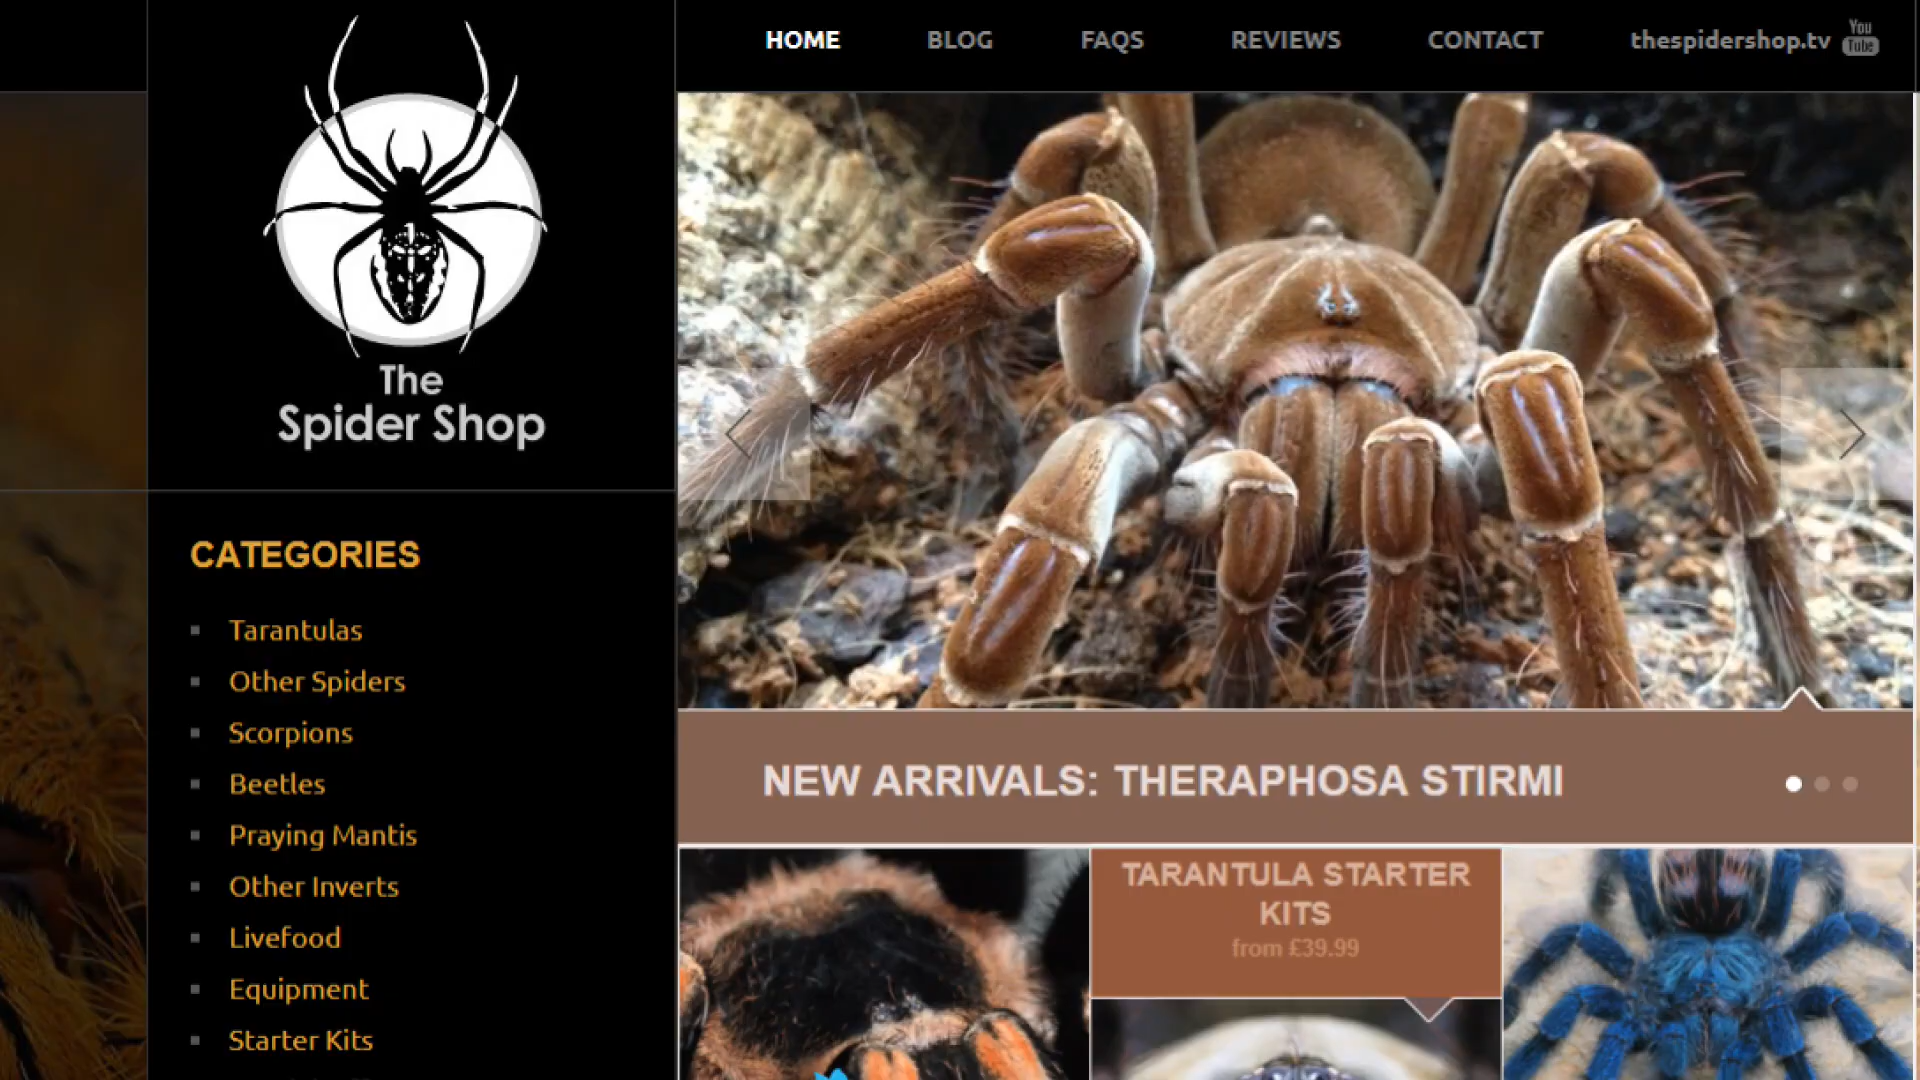 HOME
BLOG
FAQS
REVIEWS
CONTACT
thespidershop.tv
You
Tube
The
Spider Shop
CATEGORIES
Tarantulas
Other Spiders
Scorpions
Beetles
Praying Mantis
Other Inverts
Livefood
Equipment
Starter Kits
NEW ARRIVALS: THERAPHOSA STIRMI
TARANTULA STARTER
KITS
from £39.99